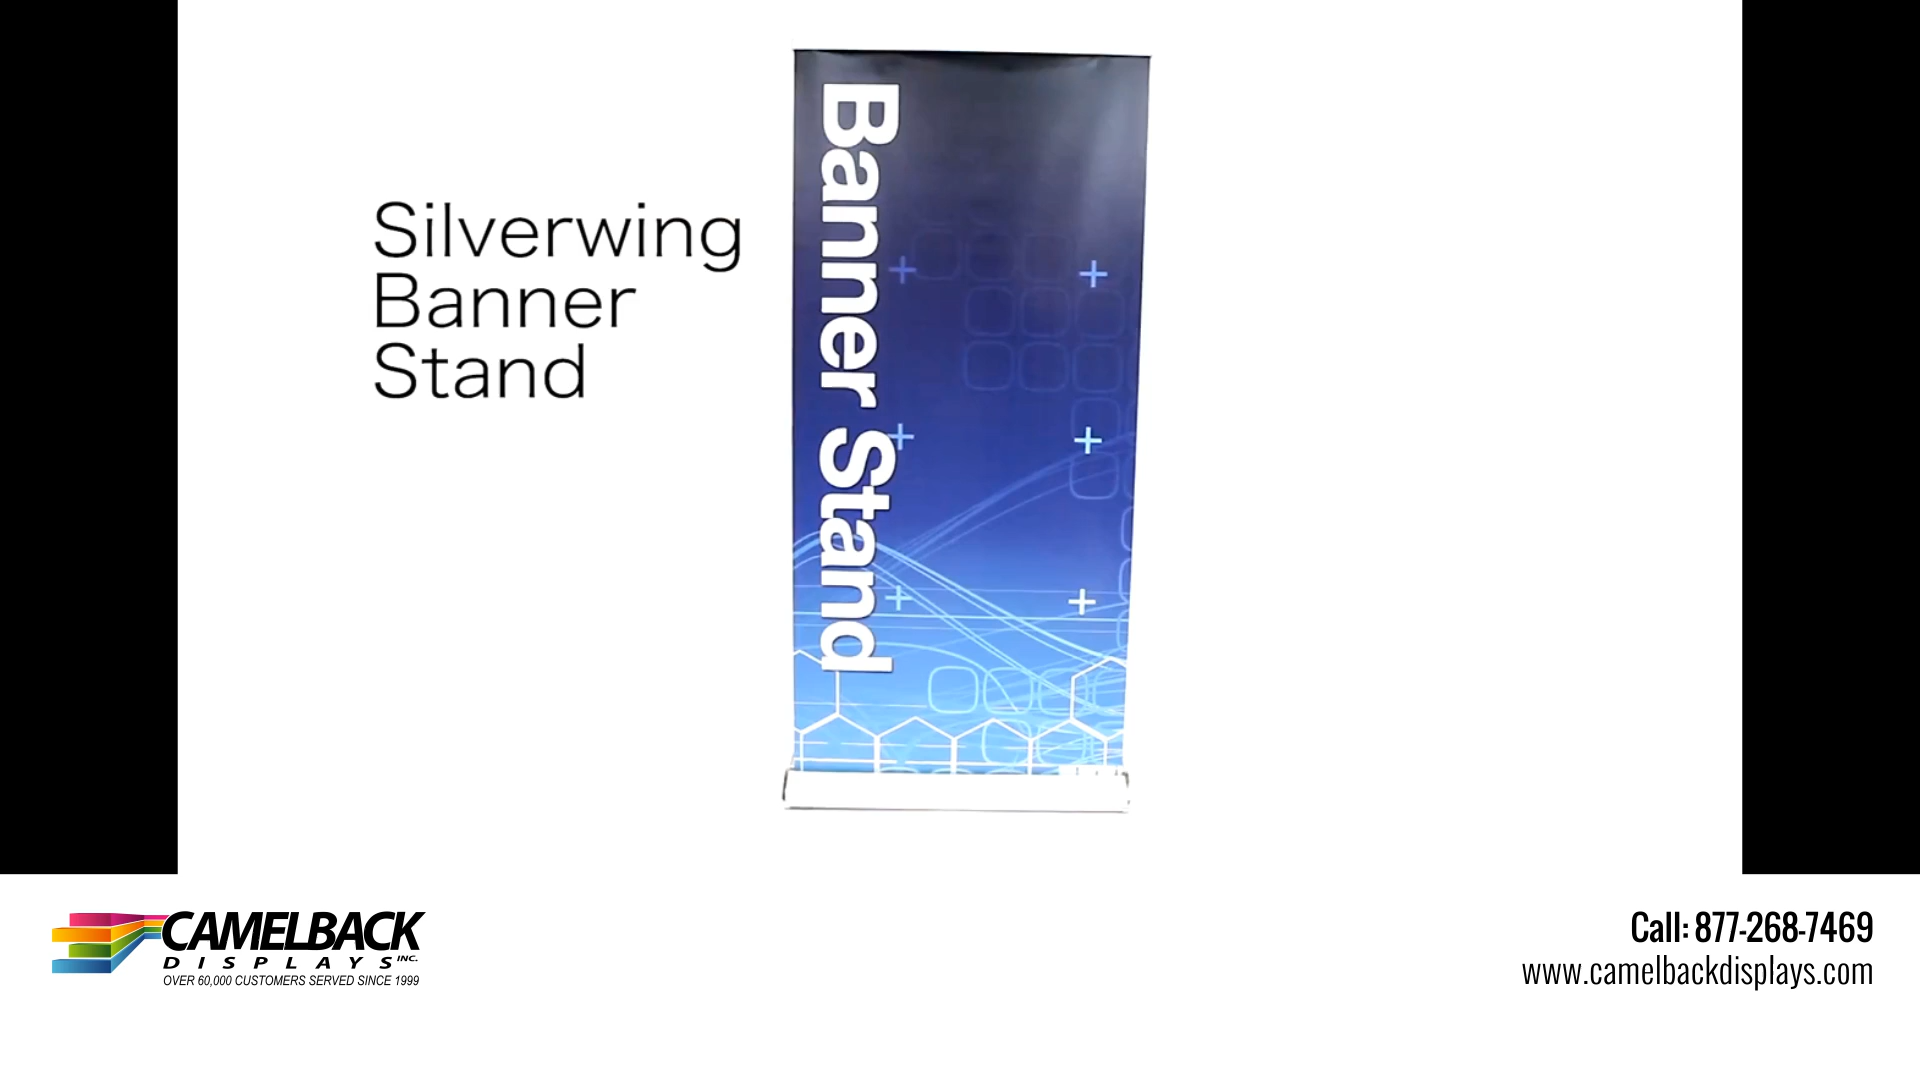 Silverwing
Banner
Stand
Banner Stand
CAMELBACK
DISPLAYS INC.
OVER 60,000 CUSTOMERS SERVED SINCE 1999
Call: 877-268-7469
www.camelbackdisplays.com